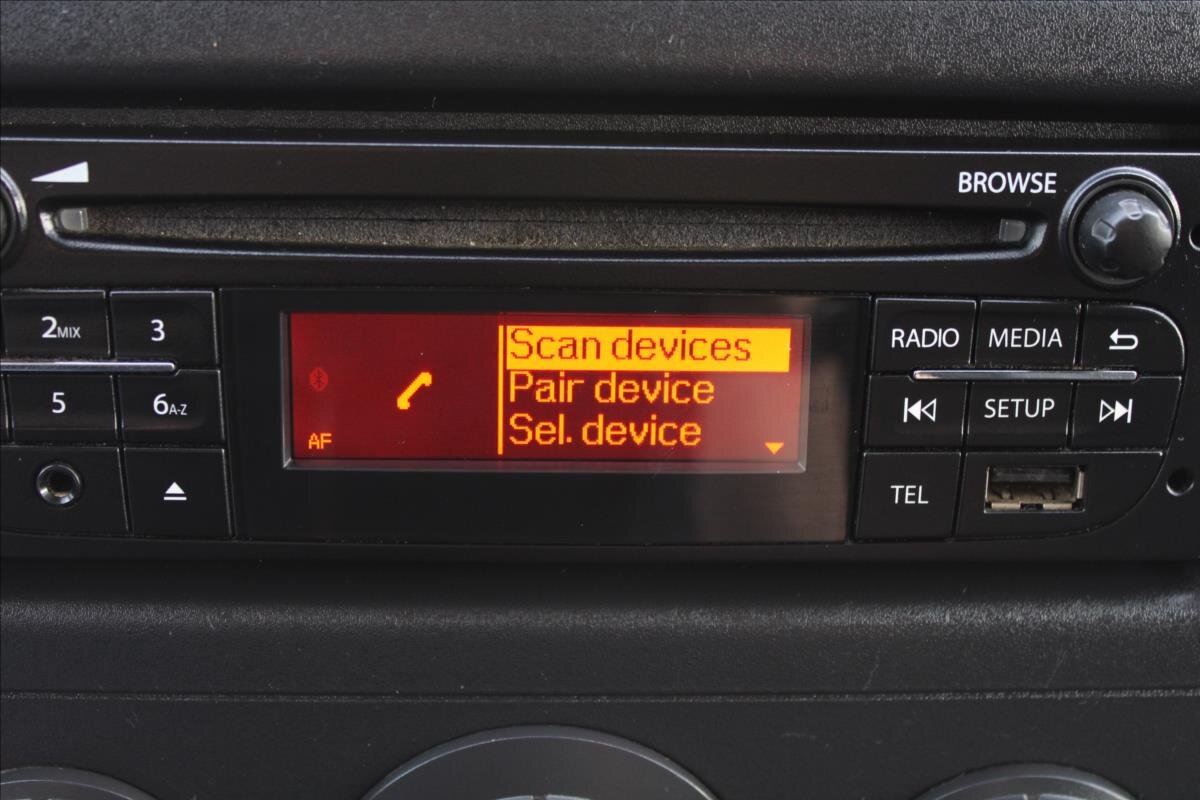 BROWSE
2MIX
3
RADIO
MEDIA
Scan devices
Pair device
Sel. device
AF
5
6A-Z
SETUP
TEL